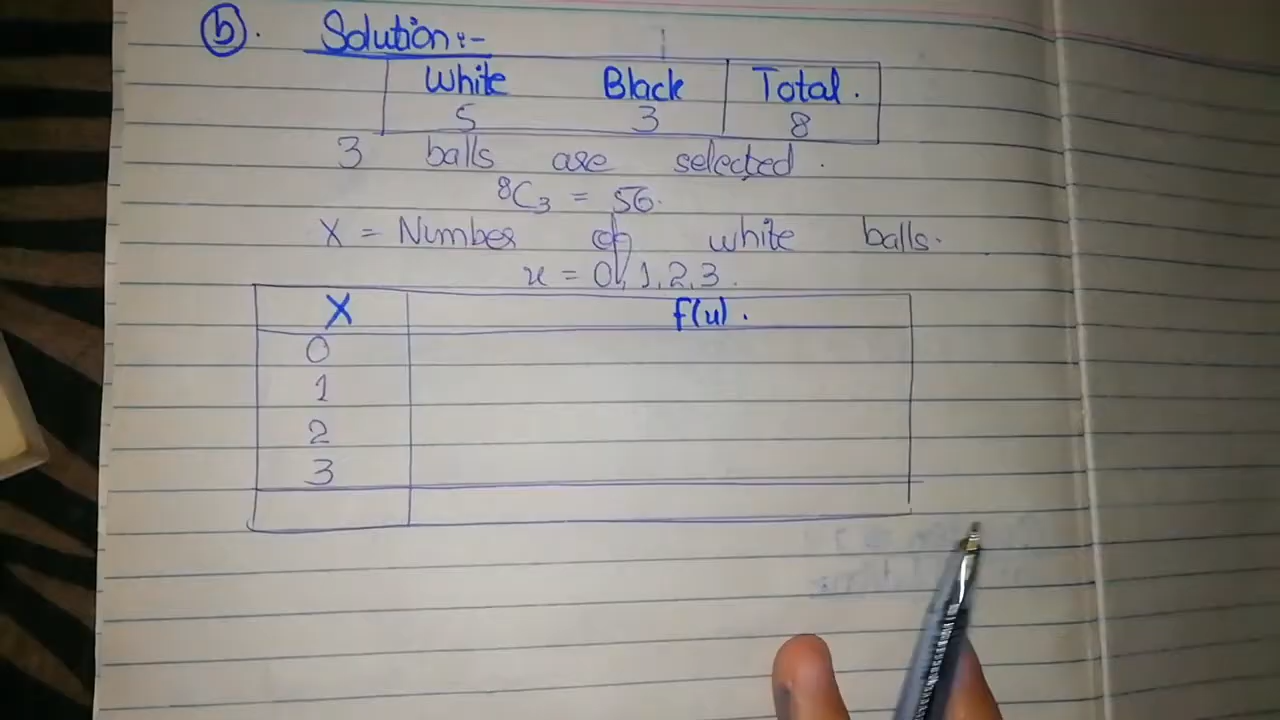 (b). Solution:-
White Black Total.
5 3 8
3 balls are selected.
⁸C₃ = 56.
X = Number of white balls.
x = 0, 1, 2, 3.
X f(x).
0
1
2
3